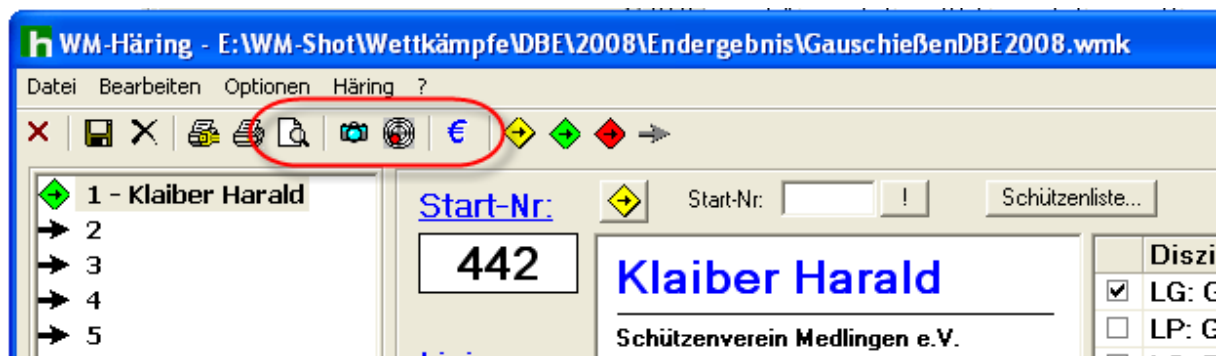 WM-Häring - E:\WM-Shot\Wettkämpfe\DBE\2008\Endergebnis\GauschießenDBE2008.wmk
Datei Bearbeiten Optionen Häring ?
€
1 - Klaiber Harald
2
3
4
5
Start-Nr:
442
Start-Nr: ! Schützenliste...
Klaiber Harald
Schützenverein Medlingen e.V.
Diszi
LG: G
LP: G